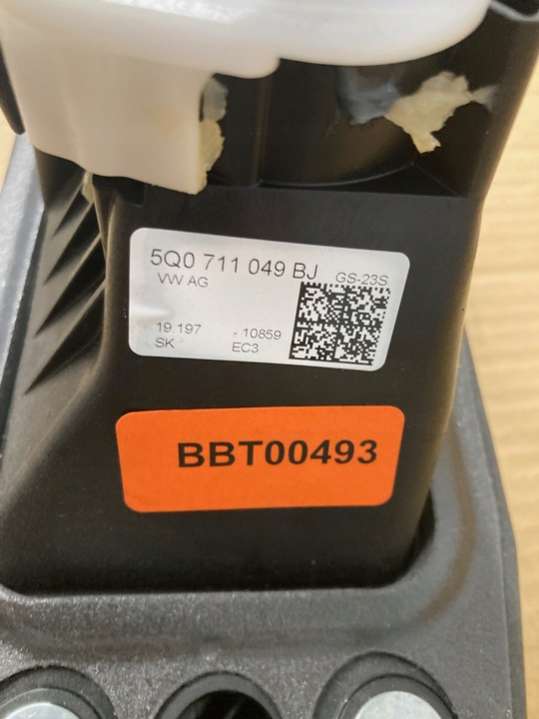 5Q0 711 049 BJ GS-23S
VW AG
19.197 - 10859
SK EC3
BBT00493